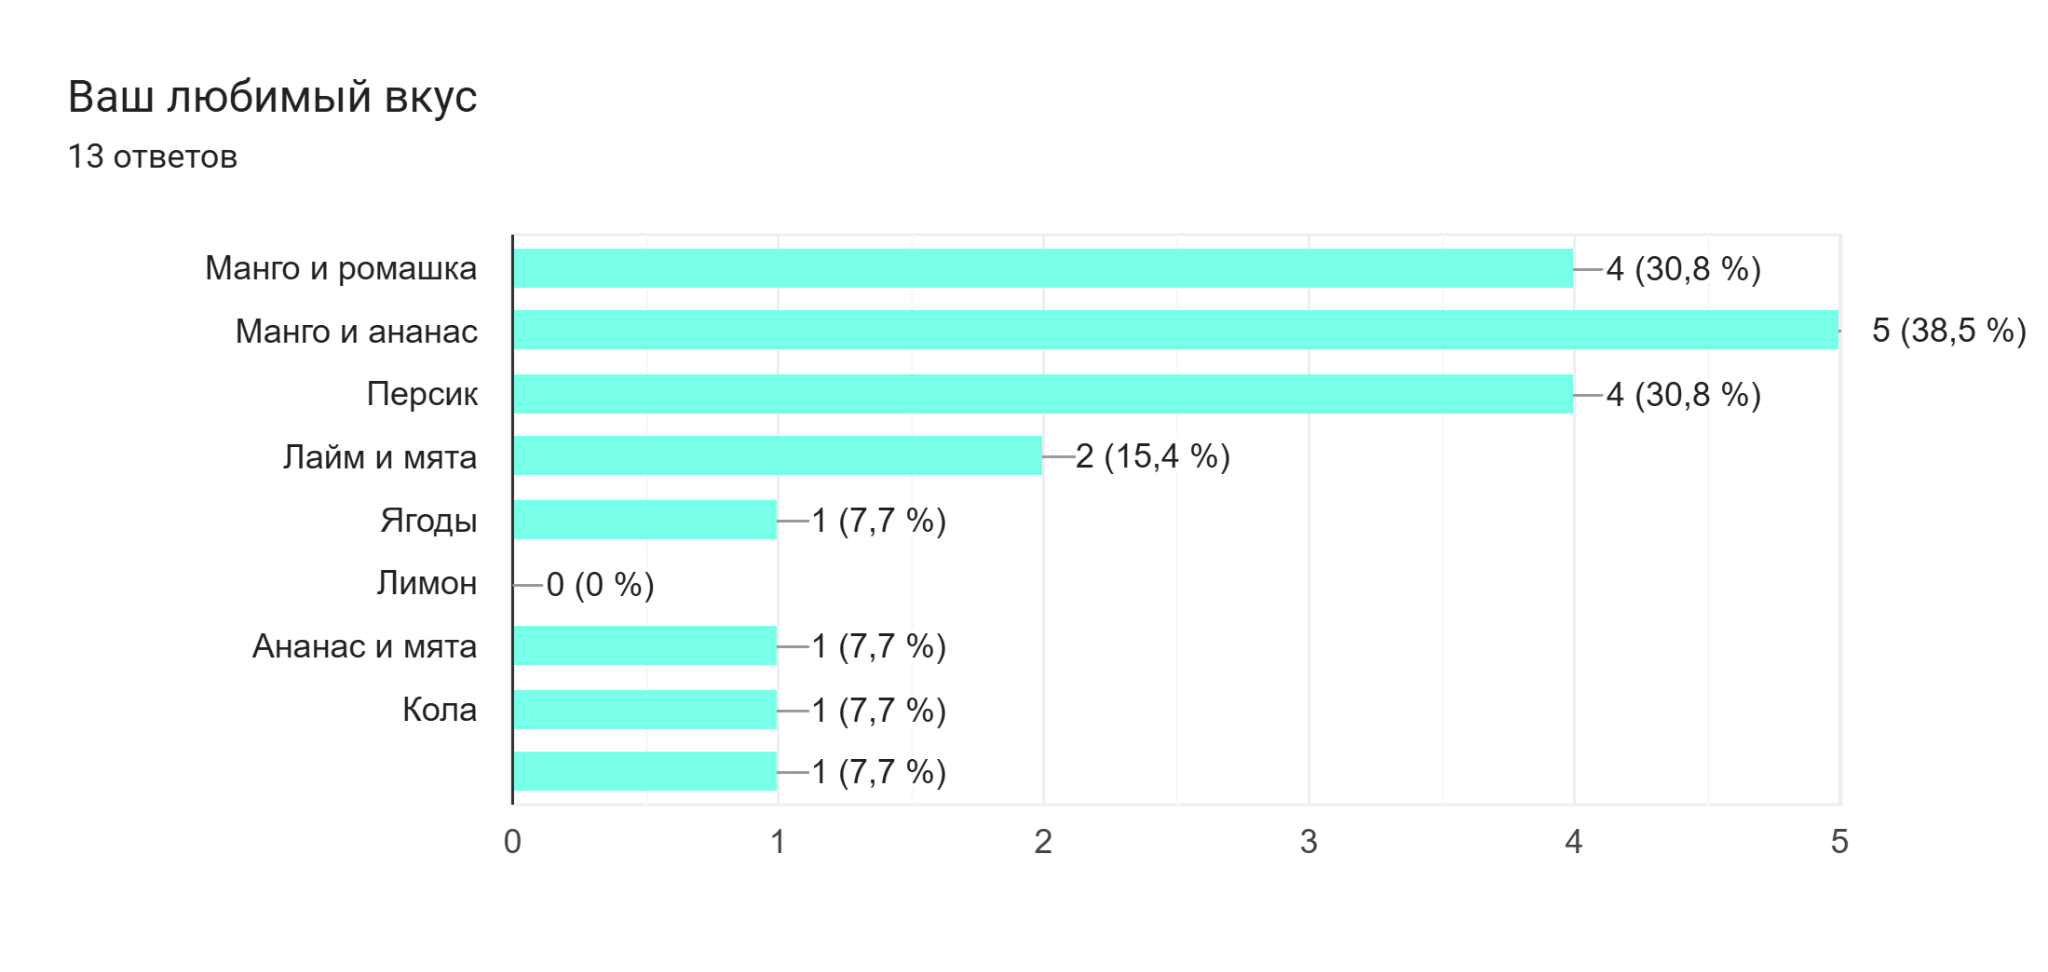 Ваш любимый вкус
13 ответов
Манго и ромашка 4 (30,8 %)
Манго и ананас 5 (38,5 %)
Персик 4 (30,8 %)
Лайм и мята 2 (15,4 %)
Ягоды 1 (7,7 %)
Лимон 0 (0 %)
Ананас и мята 1 (7,7 %)
Кола 1 (7,7 %)
1 (7,7 %)
0 1 2 3 4 5